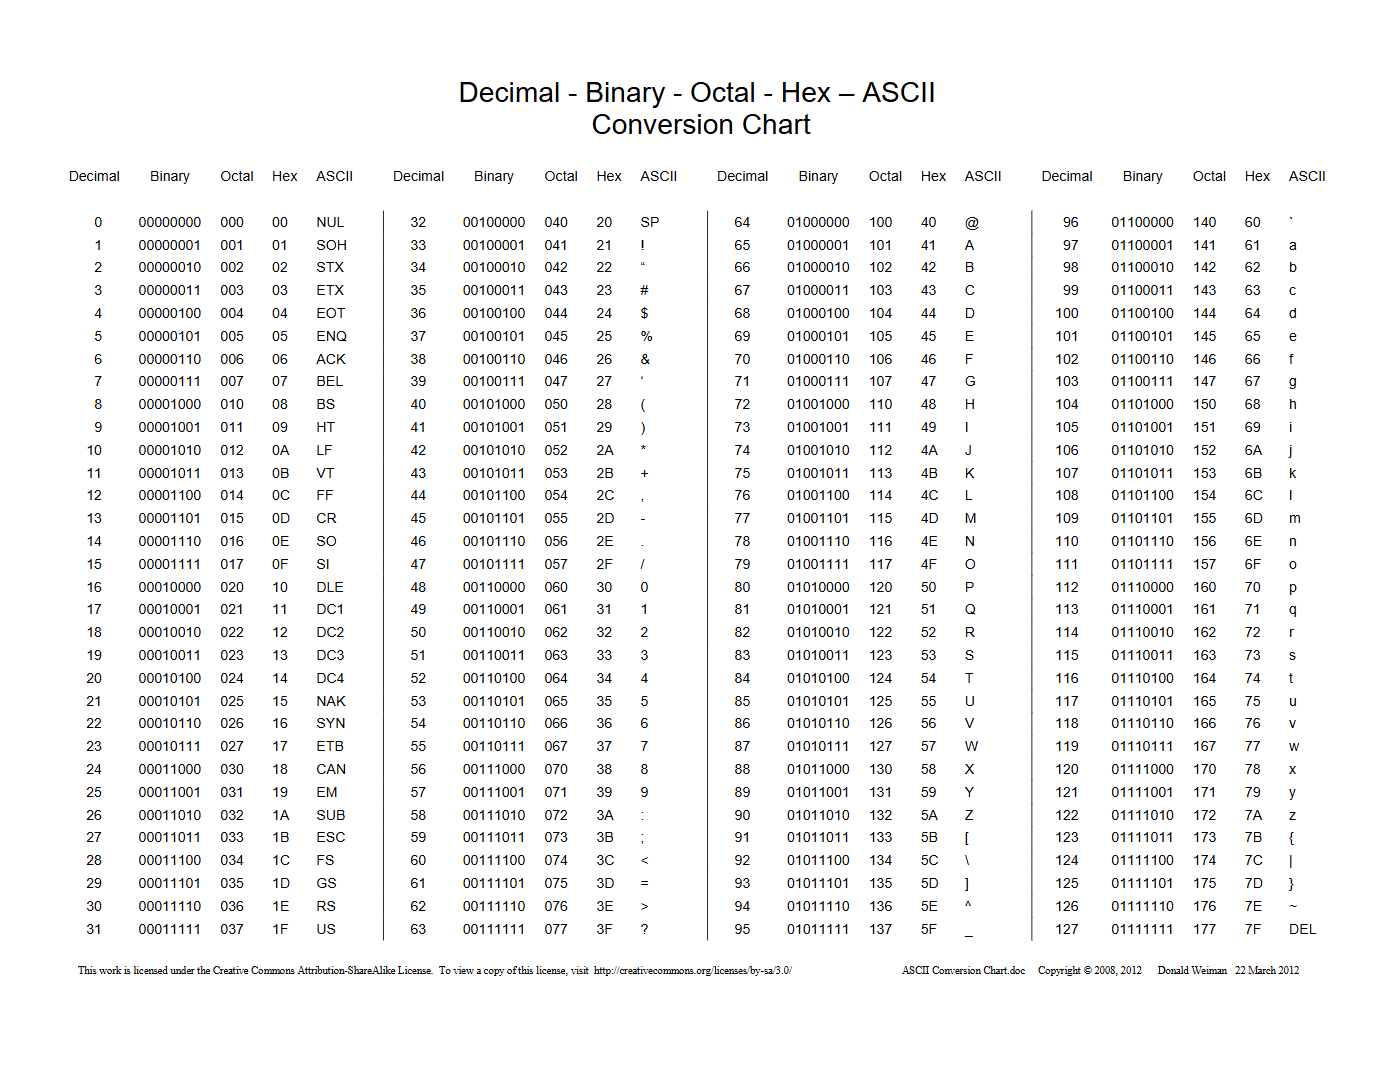 Decimal - Binary - Octal - Hex – ASCII
Conversion Chart
Decimal Binary Octal Hex ASCII Decimal Binary Octal Hex ASCII Decimal Binary Octal Hex ASCII Decimal Binary Octal Hex ASCII
0 00000000 000 00 NUL 32 00100000 040 20 SP 64 01000000 100 40 @ 96 01100000 140 60 `
1 00000001 001 01 SOH 33 00100001 041 21 ! 65 01000001 101 41 A 97 01100001 141 61 a
2 00000010 002 02 STX 34 00100010 042 22 “ 66 01000010 102 42 B 98 01100010 142 62 b
3 00000011 003 03 ETX 35 00100011 043 23 # 67 01000011 103 43 C 99 01100011 143 63 c
4 00000100 004 04 EOT 36 00100100 044 24 $ 68 01000100 104 44 D 100 01100100 144 64 d
5 00000101 005 05 ENQ 37 00100101 045 25 % 69 01000101 105 45 E 101 01100101 145 65 e
6 00000110 006 06 ACK 38 00100110 046 26 & 70 01000110 106 46 F 102 01100110 146 66 f
7 00000111 007 07 BEL 39 00100111 047 27 ‘ 71 01000111 107 47 G 103 01100111 147 67 g
8 00001000 010 08 BS 40 00101000 050 28 ( 72 01001000 110 48 H 104 01101000 150 68 h
9 00001001 011 09 HT 41 00101001 051 29 ) 73 01001001 111 49 I 105 01101001 151 69 i
10 00001010 012 0A LF 42 00101010 052 2A * 74 01001010 112 4A J 106 01101010 152 6A j
11 00001011 013 0B VT 43 00101011 053 2B + 75 01001011 113 4B K 107 01101011 153 6B k
12 00001100 014 0C FF 44 00101100 054 2C , 76 01001100 114 4C L 108 01101100 154 6C l
13 00001101 015 0D CR 45 00101101 055 2D - 77 01001101 115 4D M 109 01101101 155 6D m
14 00001110 016 0E SO 46 00101110 056 2E . 78 01001110 116 4E N 110 01101110 156 6E n
15 00001111 017 0F SI 47 00101111 057 2F / 79 01001111 117 4F O 111 01101111 157 6F o
16 00010000 020 10 DLE 48 00110000 060 30 0 80 01010000 120 50 P 112 01110000 160 70 p
17 00010001 021 11 DC1 49 00110001 061 31 1 81 01010001 121 51 Q 113 01110001 161 71 q
18 00010010 022 12 DC2 50 00110010 062 32 2 82 01010010 122 52 R 114 01110010 162 72 r
19 00010011 023 13 DC3 51 00110011 063 33 3 83 01010011 123 53 S 115 01110011 163 73 s
20 00010100 024 14 DC4 52 00110100 064 34 4 84 01010100 124 54 T 116 01110100 164 74 t
21 00010101 025 15 NAK 53 00110101 065 35 5 85 01010101 125 55 U 117 01110101 165 75 u
22 00010110 026 16 SYN 54 00110110 066 36 6 86 01010110 126 56 V 118 01110110 166 76 v
23 00010111 027 17 ETB 55 00110111 067 37 7 87 01010111 127 57 W 119 01110111 167 77 w
24 00011000 030 18 CAN 56 00111000 070 38 8 88 01011000 130 58 X 120 01111000 170 78 x
25 00011001 031 19 EM 57 00111001 071 39 9 89 01011001 131 59 Y 121 01111001 171 79 y
26 00011010 032 1A SUB 58 00111010 072 3A : 90 01011010 132 5A Z 122 01111010 172 7A z
27 00011011 033 1B ESC 59 00111011 073 3B ; 91 01011011 133 5B [ 123 01111011 173 7B {
28 00011100 034 1C FS 60 00111100 074 3C < 92 01011100 134 5C \ 124 01111100 174 7C |
29 00011101 035 1D GS 61 00111101 075 3D = 93 01011101 135 5D ] 125 01111101 175 7D }
30 00011110 036 1E RS 62 00111110 076 3E > 94 01011110 136 5E ^ 126 01111110 176 7E ~
31 00011111 037 1F US 63 00111111 077 3F ? 95 01011111 137 5F _ 127 01111111 177 7F DEL
This work is licensed under the Creative Commons Attribution-ShareAlike License. To view a copy of this license, visit http://creativecommons.org/licenses/by-sa/3.0/ ASCII Conversion Chart.doc Copyright © 2008, 2012 Donald Weiman 22 March 2012